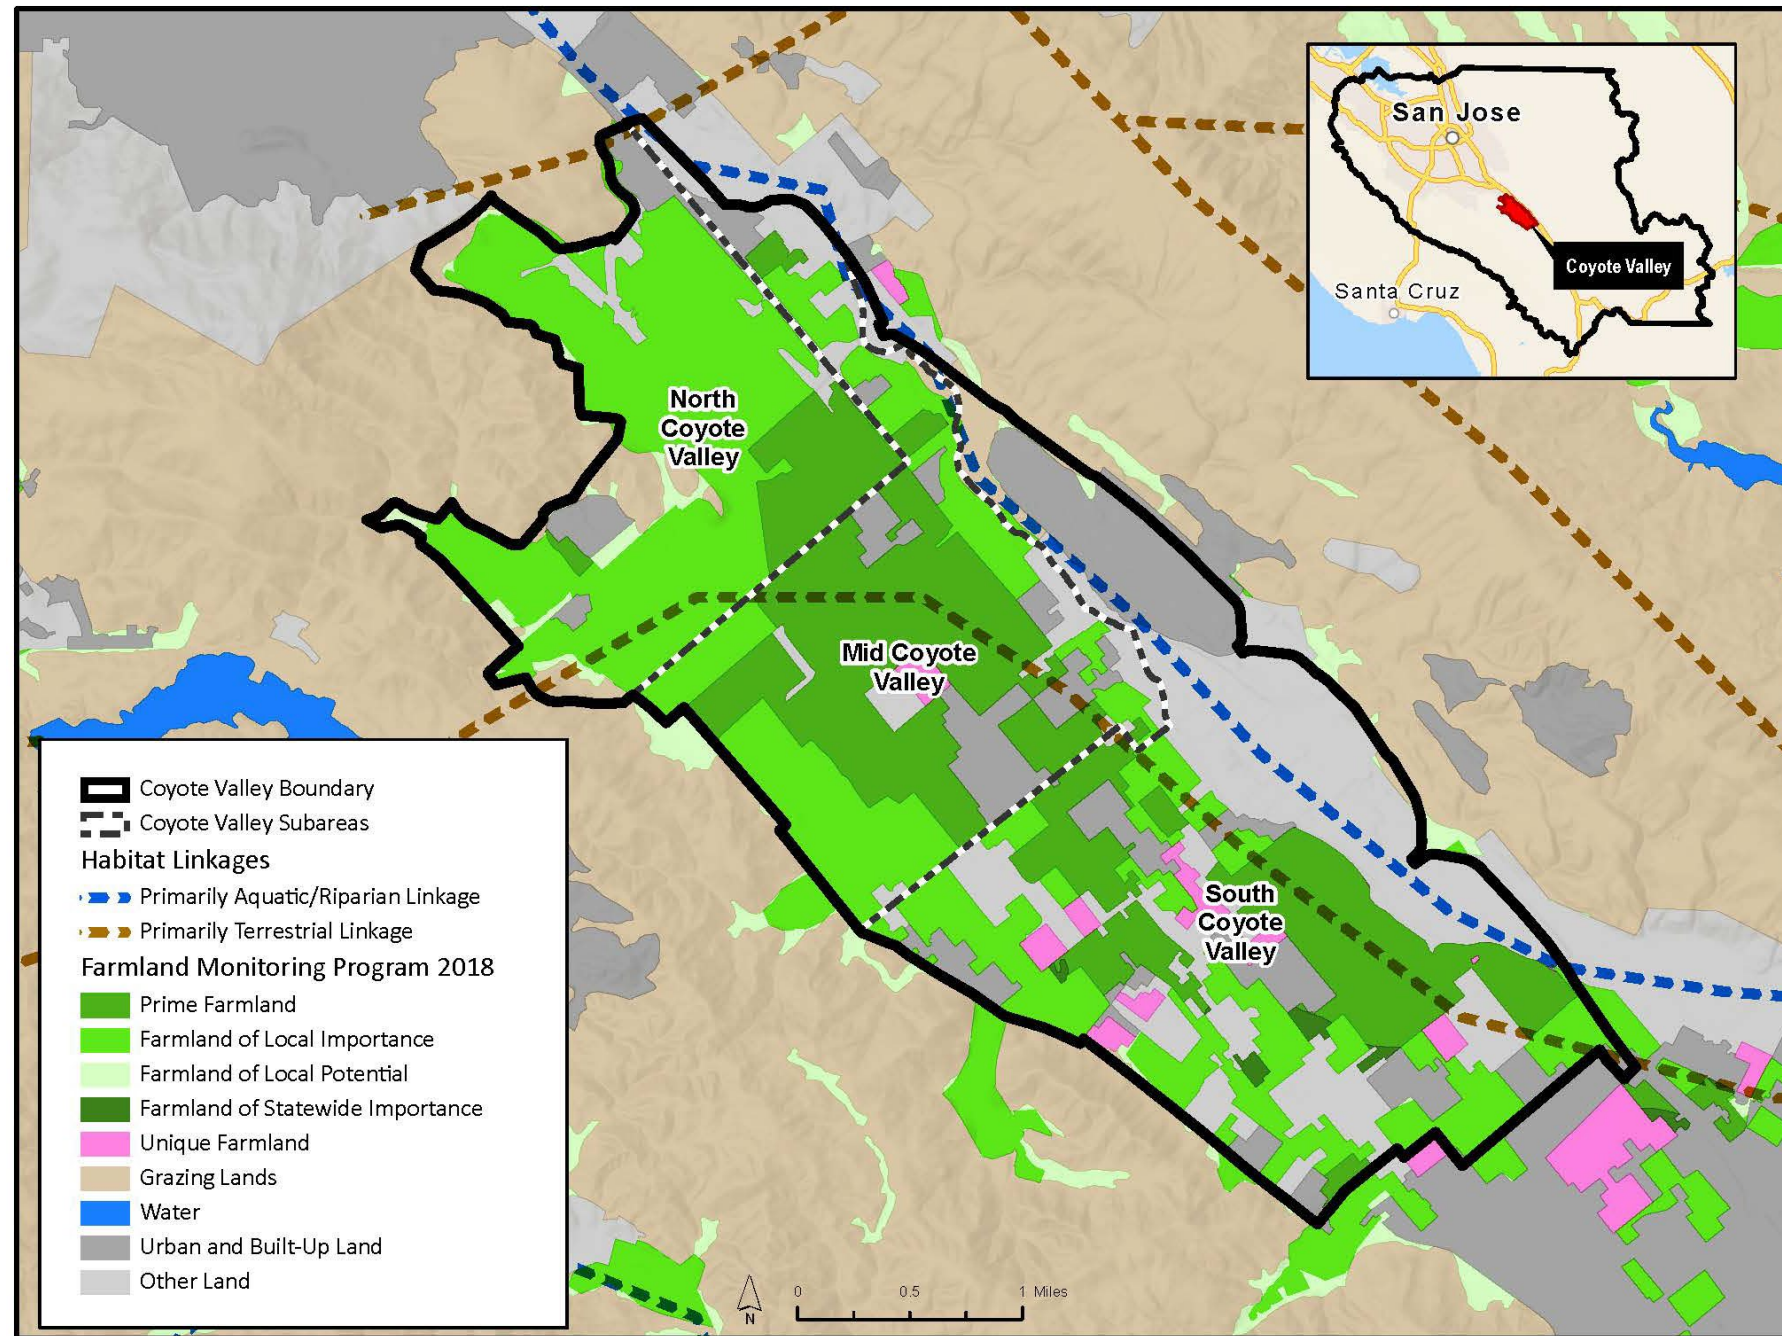 San Jose
Coyote Valley
Santa Cruz
North
Coyote
Valley
Mid Coyote
Valley
South
Coyote
Valley
Coyote Valley Boundary
Coyote Valley Subareas
Habitat Linkages
Primarily Aquatic/Riparian Linkage
Primarily Terrestrial Linkage
Farmland Monitoring Program 2018
Prime Farmland
Farmland of Local Importance
Farmland of Local Potential
Farmland of Statewide Importance
Unique Farmland
Grazing Lands
Water
Urban and Built-Up Land
Other Land
N
0 0.5 1 Miles